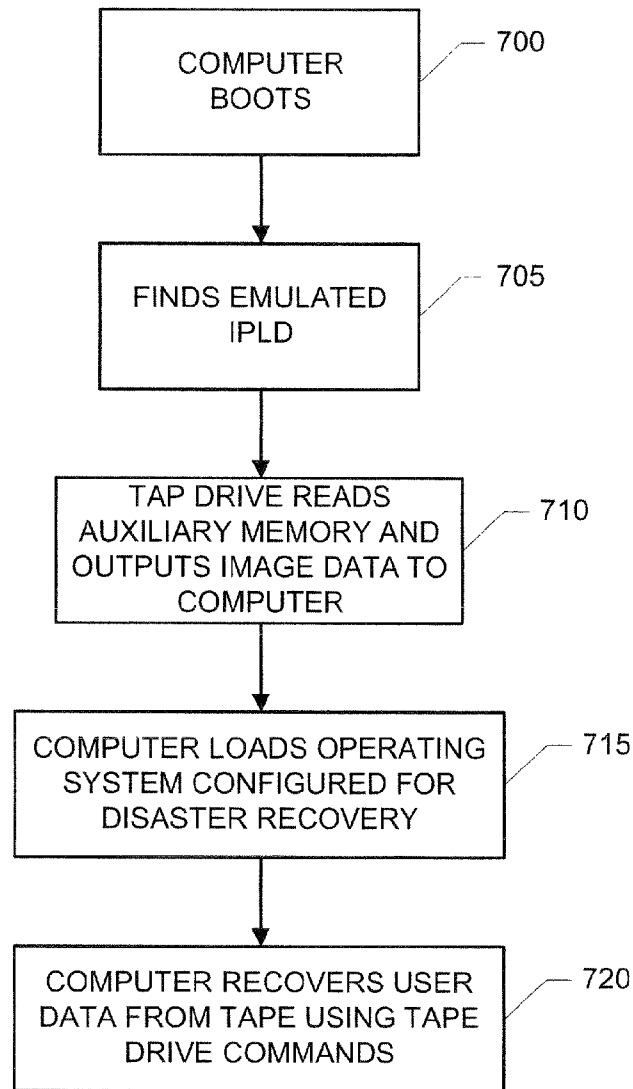 COMPUTER
BOOTS
700
FINDS EMULATED
IPLD
705
TAP DRIVE READS
AUXILIARY MEMORY AND
OUTPUTS IMAGE DATA TO
COMPUTER
710
COMPUTER LOADS OPERATING
SYSTEM CONFIGURED FOR
DISASTER RECOVERY
715
COMPUTER RECOVERS USER
DATA FROM TAPE USING TAPE
DRIVE COMMANDS
720